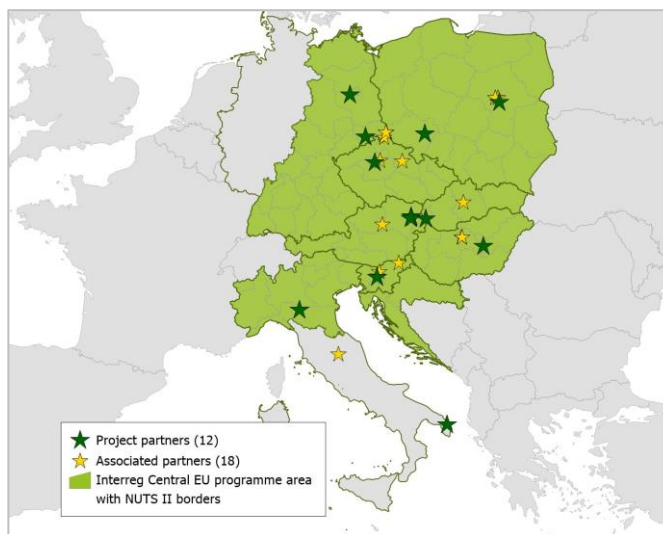 Project partners (12)
Associated partners (18)
Interreg Central EU programme area
with NUTS II borders